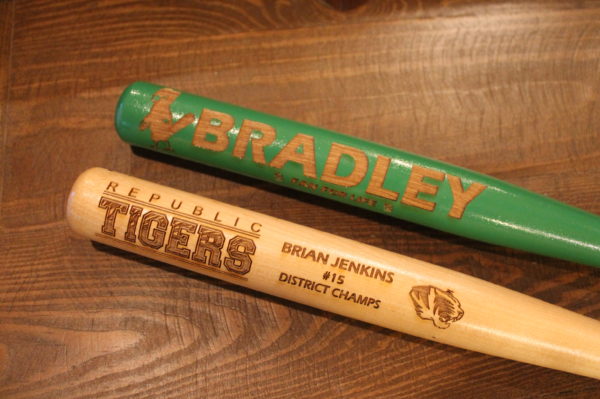 BRADLEY
REPUBLIC
TIGERS
BRIAN JENKINS
#15
DISTRICT CHAMPS